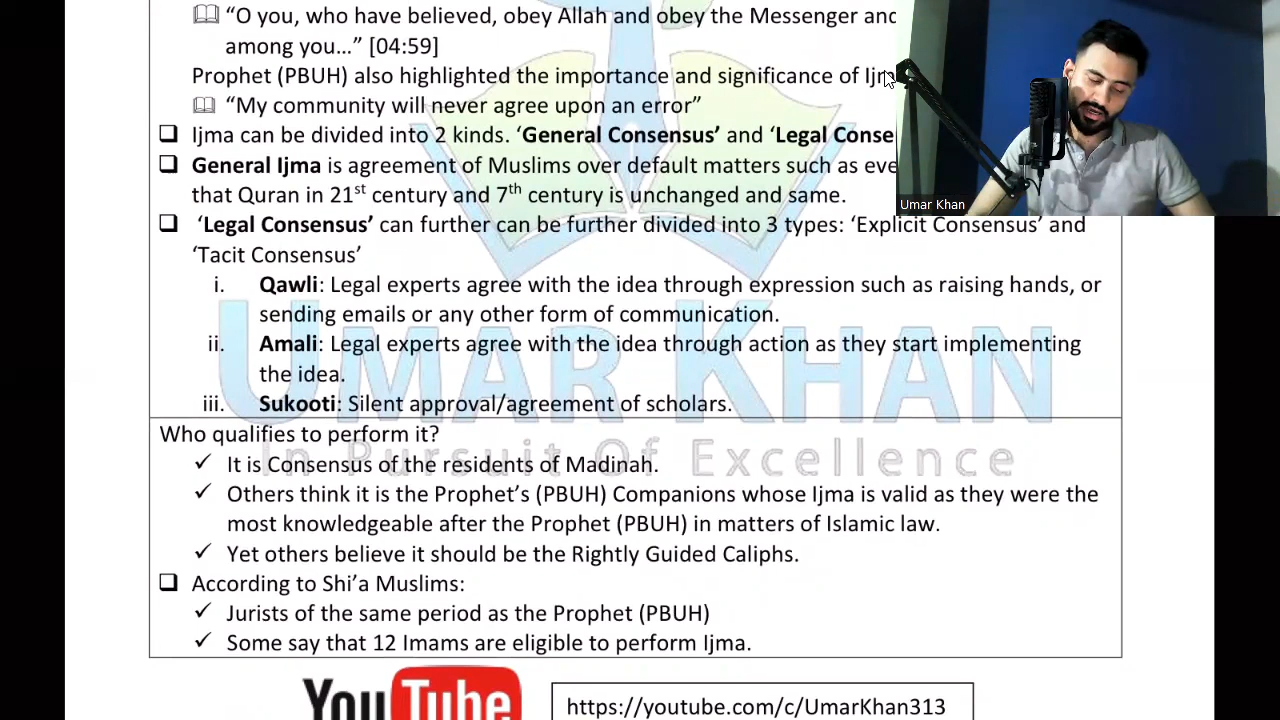 “O you, who have believed, obey Allah and obey the Messenger and
among you…” [04:59]
Prophet (PBUH) also highlighted the importance and significance of
“My community will never agree upon an error”
Ijma can be divided into 2 kinds. ‘General Consensus’ and ‘Legal
General Ijma is agreement of Muslims over default matters such as
that Quran in 21st century and 7th century is unchanged and same.
Umar Khan
‘Legal Consensus’ can further can be further divided into 3 types: ‘Explicit Consensus’ and
‘Tacit Consensus’
i. Qawli: Legal experts agree with the idea through expression such as raising hands, or
sending emails or any other form of communication.
ii. Amali: Legal experts agree with the idea through action as they start implementing
the idea.
iii. Sukooti: Silent approval/agreement of scholars.
UMAR KHAN
In Pursuit Of Excellence
Who qualifies to perform it?
It is Consensus of the residents of Madinah.
Others think it is the Prophet’s (PBUH) Companions whose Ijma is valid as they were the
most knowledgeable after the Prophet (PBUH) in matters of Islamic law.
Yet others believe it should be the Rightly Guided Caliphs.
According to Shi’a Muslims:
Jurists of the same period as the Prophet (PBUH)
Some say that 12 Imams are eligible to perform Ijma.
YouTube
https://youtube.com/c/UmarKhan313